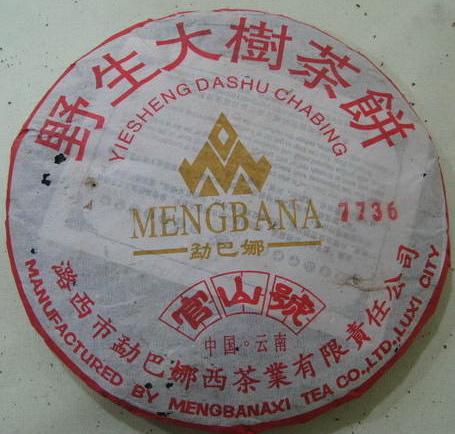 野生大樹茶餅
YIESHENG DASHU CHABING
MENGBANA
7736
勐巴娜
官山號
中国。云南
潞西市勐巴娜西茶業有限責任公司
MANUFACTURED BY MENGBANAXI TEA CO.,LTD,LUXI CITY